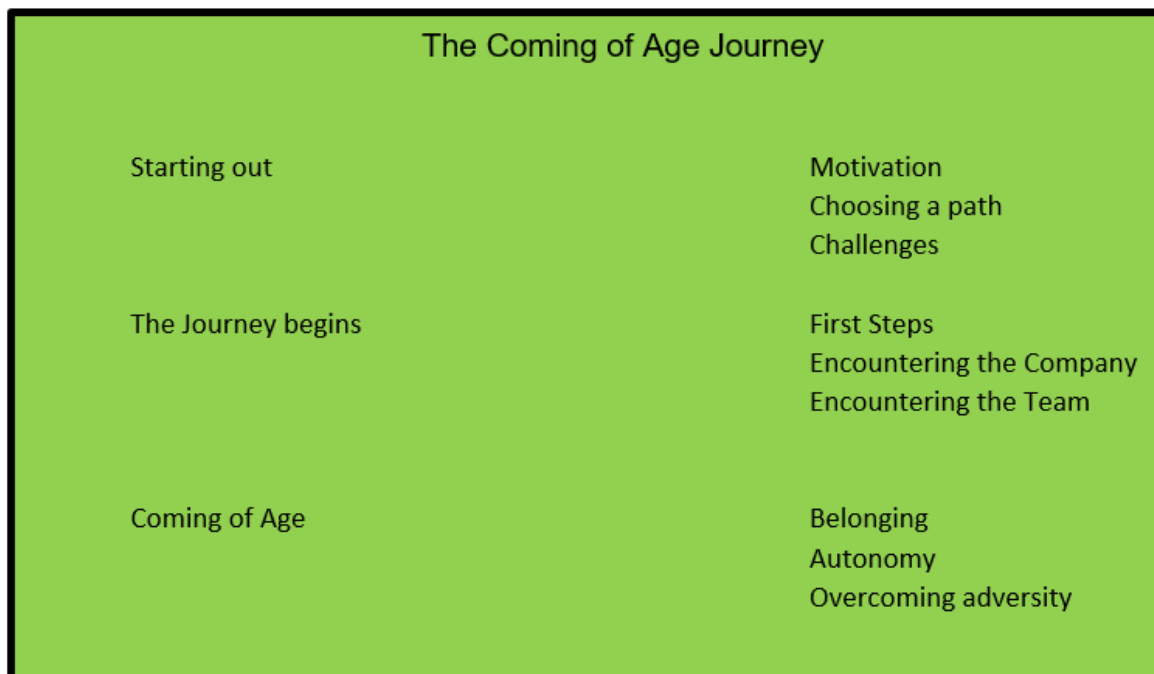 The Coming of Age Journey
Starting out
Motivation
Choosing a path
Challenges
The Journey begins
First Steps
Encountering the Company
Encountering the Team
Coming of Age
Belonging
Autonomy
Overcoming adversity